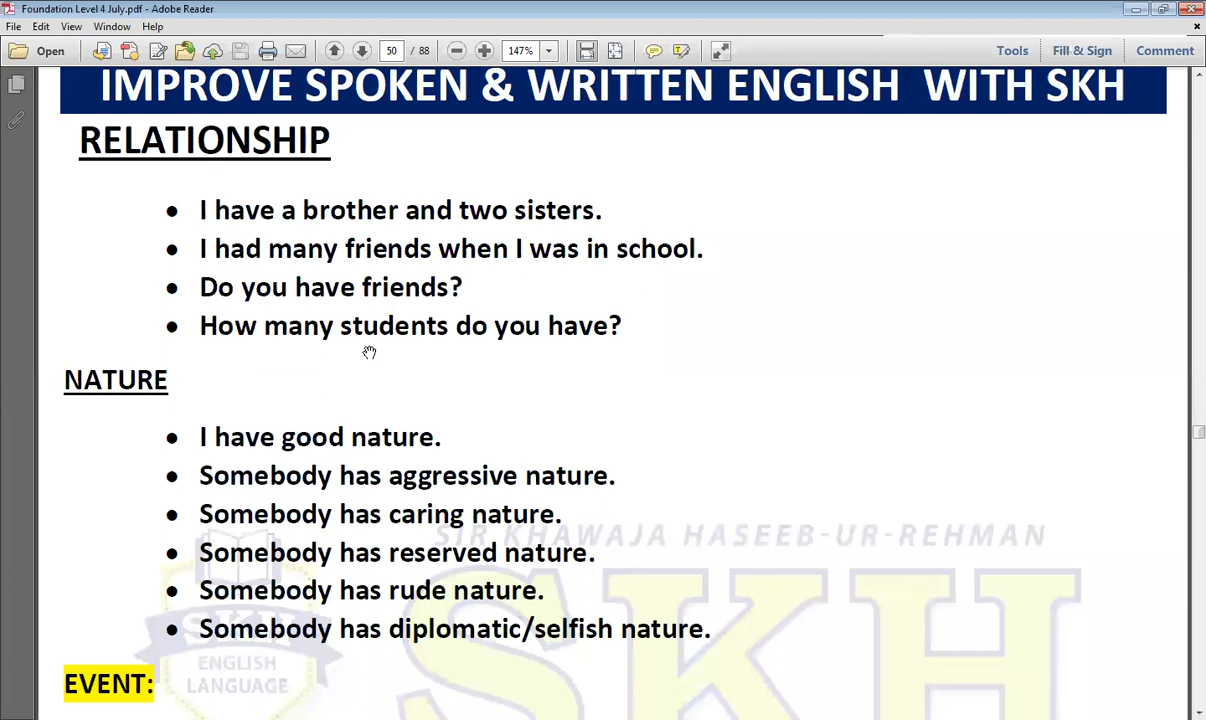 Foundation Level 4 July.pdf - Adobe Reader
File Edit View Window Help
Open 50 / 88 147% Tools Fill & Sign Comment
IMPROVE SPOKEN & WRITTEN ENGLISH WITH SKH
RELATIONSHIP
• I have a brother and two sisters.
• I had many friends when I was in school.
• Do you have friends?
• How many students do you have?
NATURE
• I have good nature.
• Somebody has aggressive nature.
• Somebody has caring nature.
SIR KHAWAJA HASEEB-UR-REHMAN
• Somebody has reserved nature.
• Somebody has rude nature.
• Somebody has diplomatic/selfish nature.
SKH
SKH
ENGLISH
LANGUAGE
EVENT: